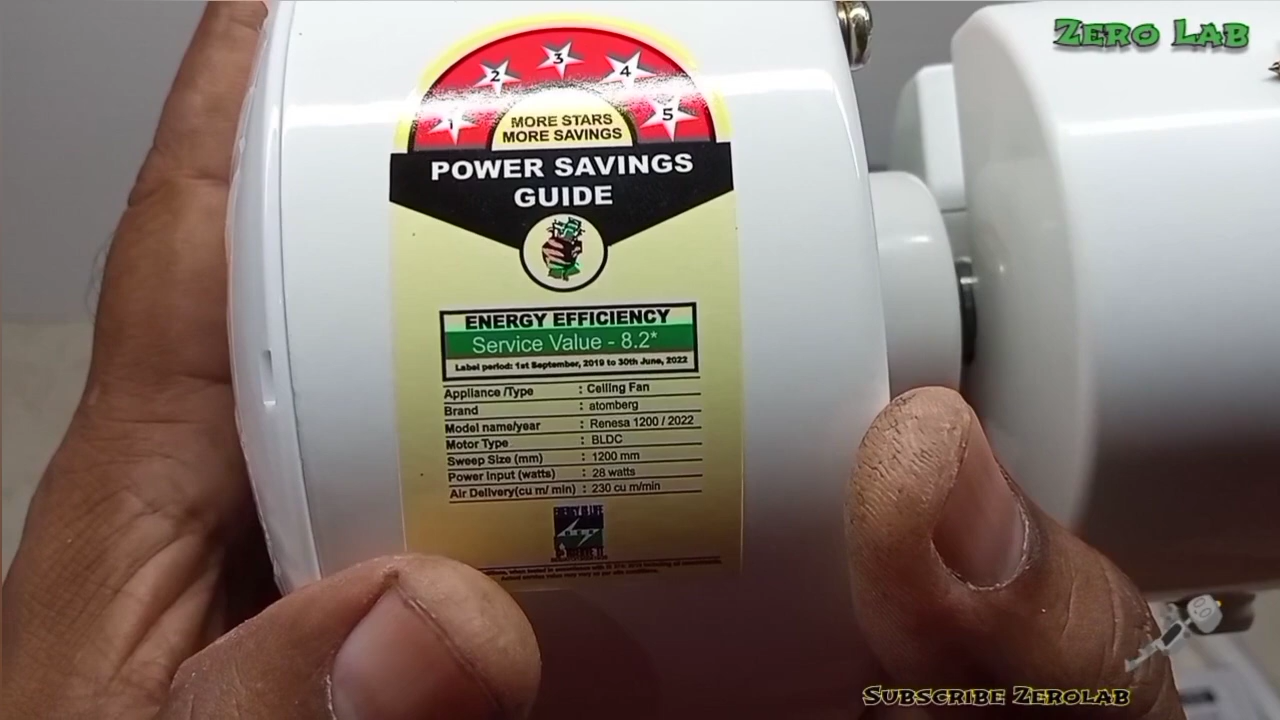 ZERO LAB
1 2 3 4 5
MORE STARS
MORE SAVINGS
POWER SAVINGS
GUIDE
ENERGY EFFICIENCY
Service Value - 8.2*
Label period: 1st September, 2019 to 30th June, 2022
Appliance /Type : Ceiling Fan
Brand : atomberg
Model name/year : Renesa 1200 / 2022
Motor Type : BLDC
Sweep Size (mm) : 1200 mm
Power Input (watts) : 28 watts
Air Delivery(cu m/ min) : 230 cu m/min
ENERGY IS LIFE
SUBSCRIBE ZEROLAB